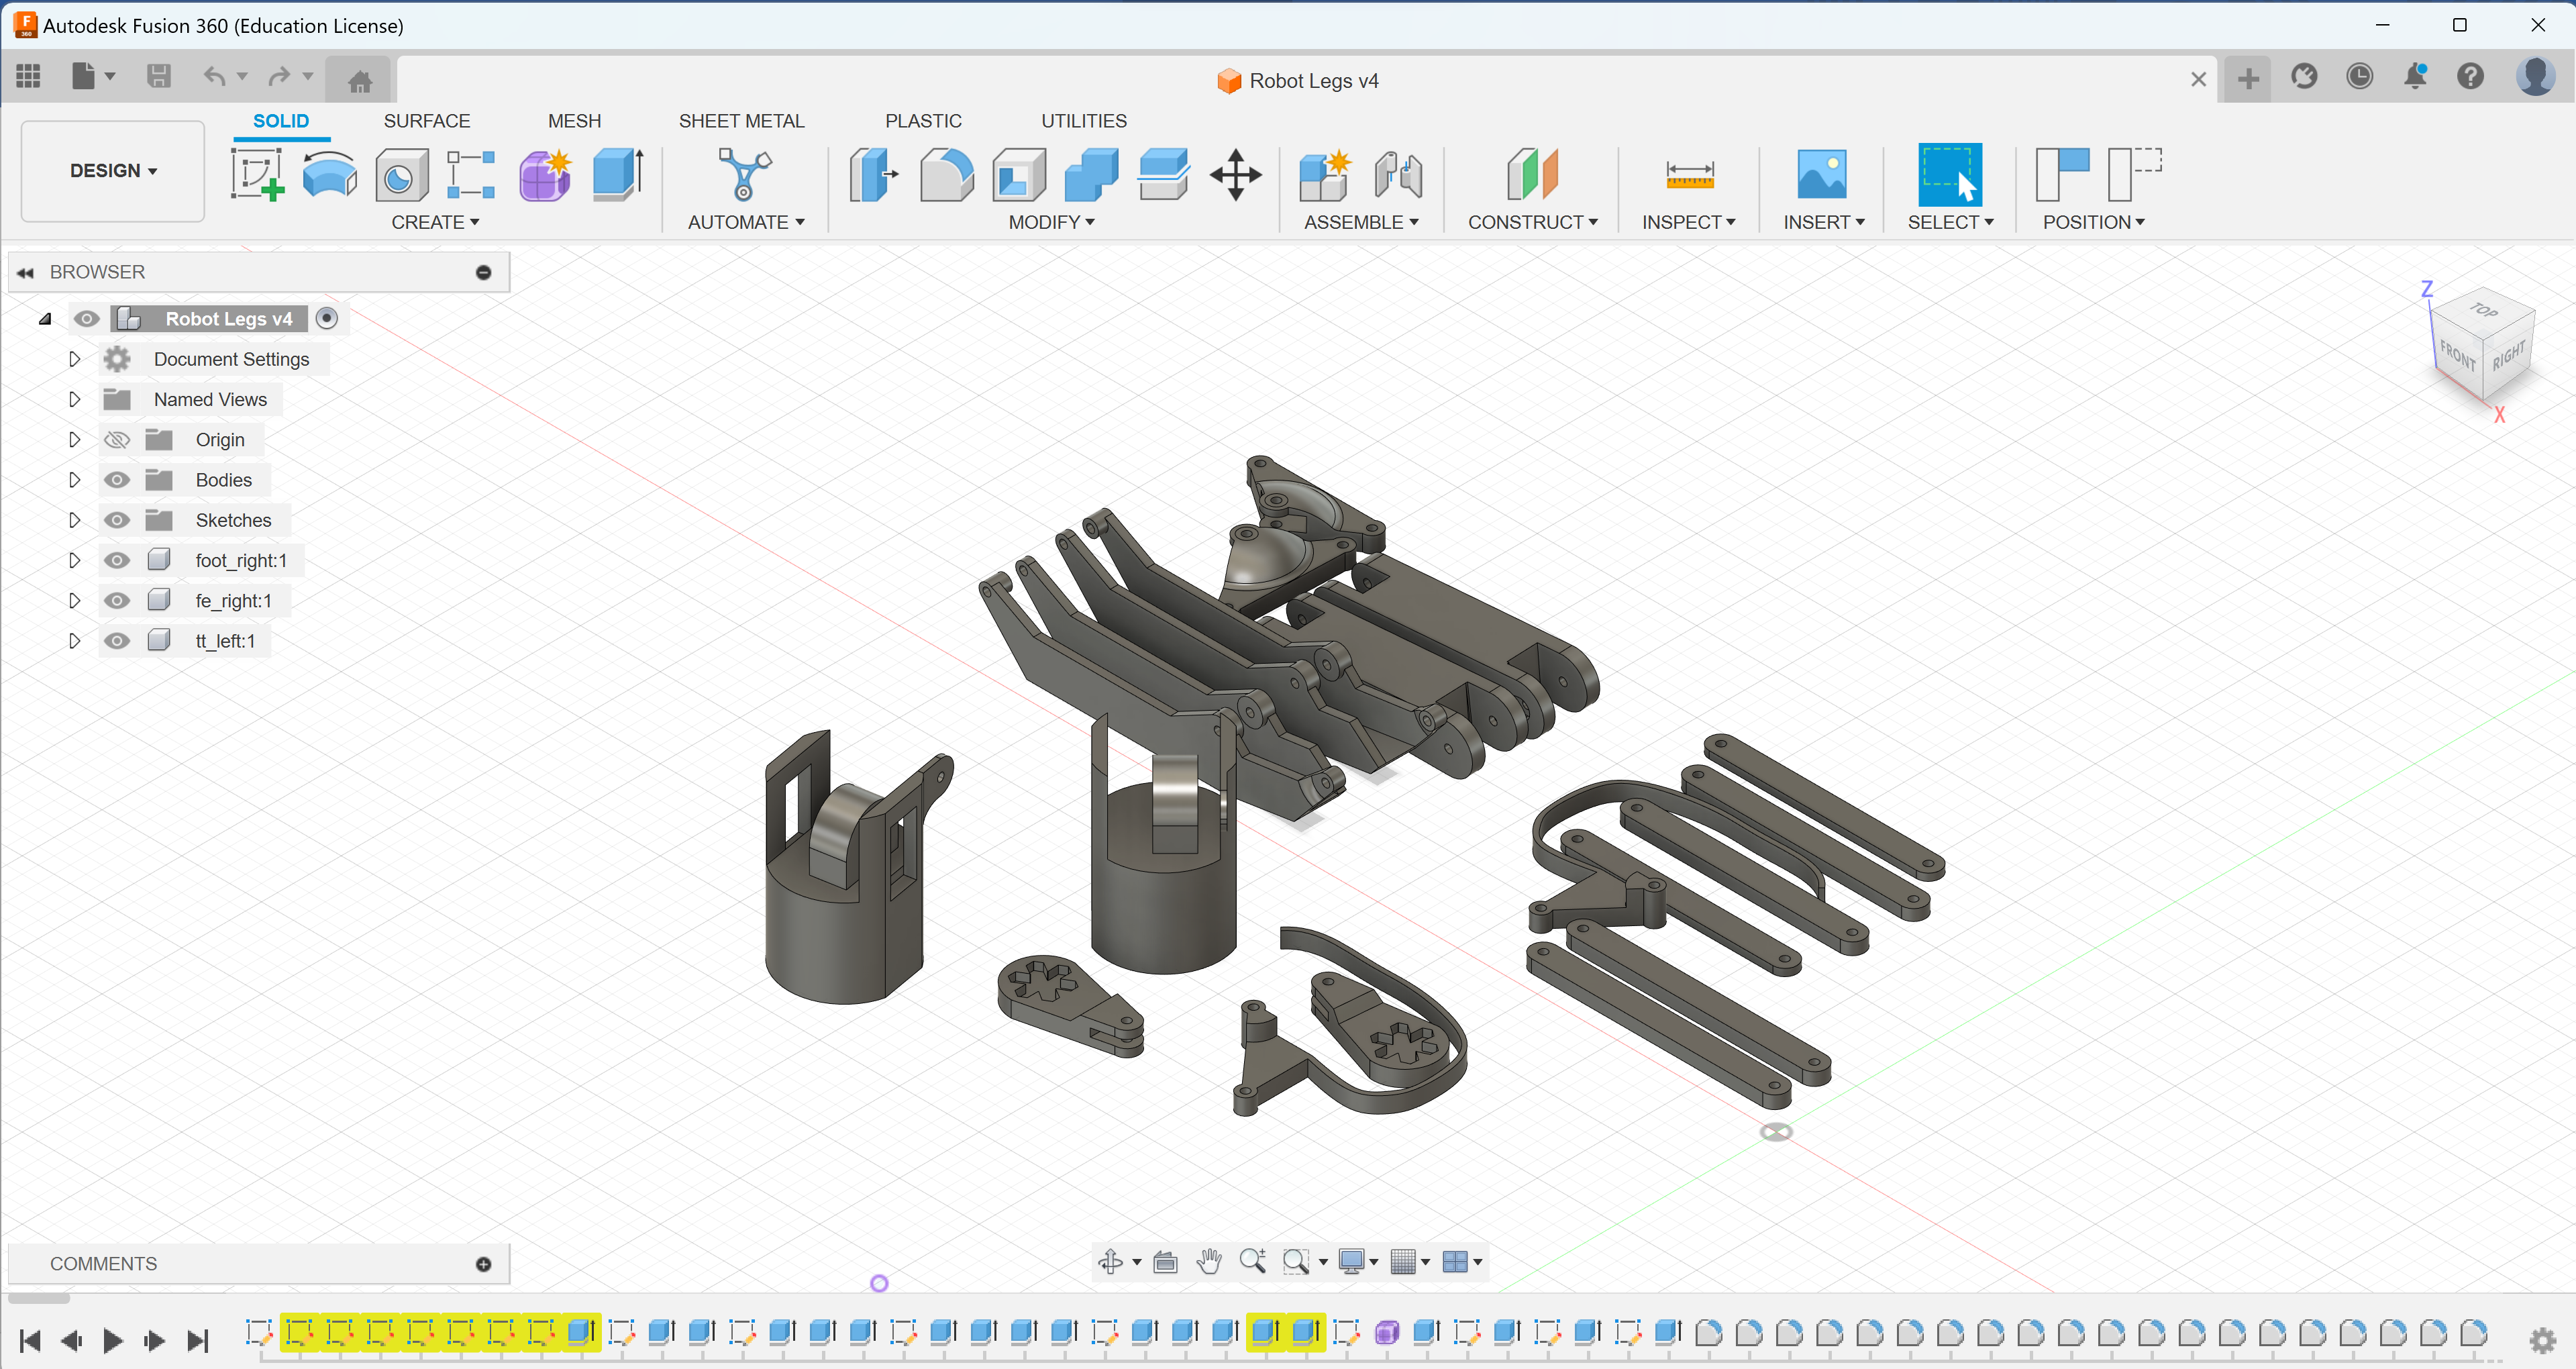 Autodesk Fusion 360 (Education License)
Robot Legs v4
SOLID SURFACE MESH SHEET METAL PLASTIC UTILITIES
DESIGN
CREATE AUTOMATE MODIFY ASSEMBLE CONSTRUCT INSPECT INSERT SELECT POSITION
BROWSER
Robot Legs v4
Document Settings
Named Views
Origin
Bodies
Sketches
foot_right:1
fe_right:1
tt_left:1
Z
TOP
FRONT RIGHT
X
COMMENTS